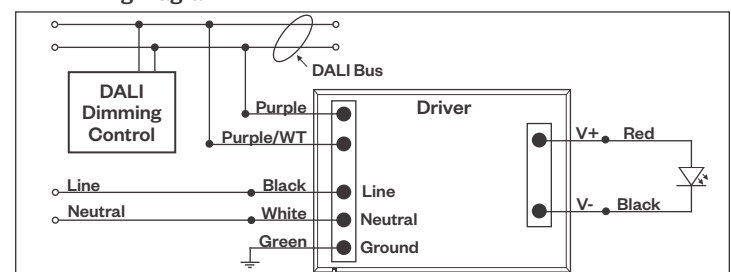 DALI Bus
DALI
Dimming
Control
Driver
Purple
Purple/WT
V+ Red
Line Black Line
V- Black
Neutral White Neutral
Green Ground